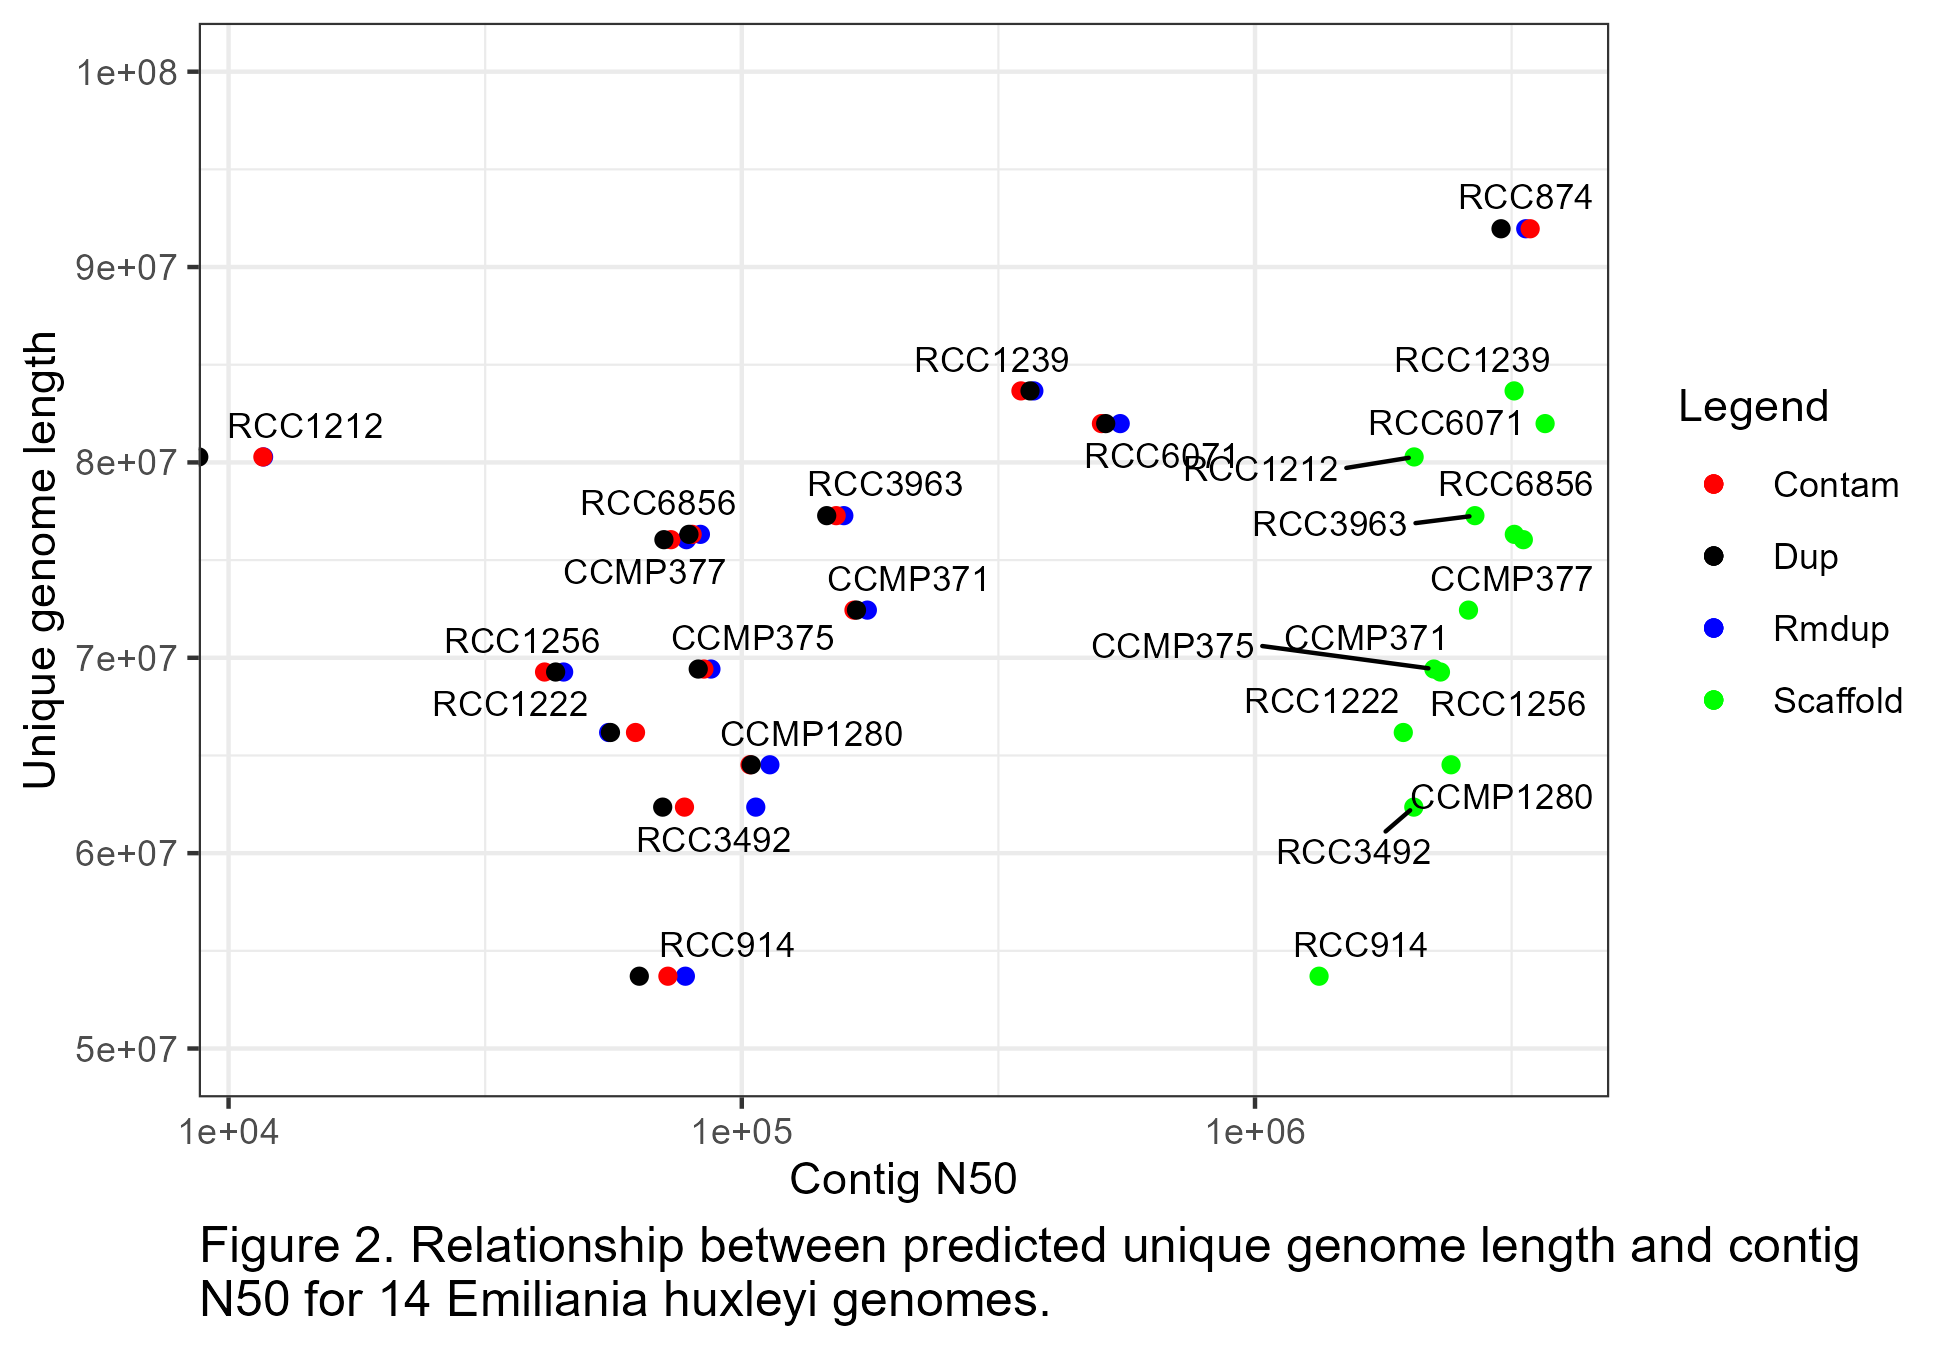 1e+08
9e+07
8e+07
7e+07
6e+07
5e+07
Unique genome length
RCC874
RCC1239
RCC1239
RCC1212
RCC6071
RCC6071
RCC1212
RCC3963
RCC6856
RCC6856
RCC3963
CCMP377
CCMP371
CCMP377
RCC1256
CCMP375
CCMP375
CCMP371
RCC1222
RCC1222
RCC1256
CCMP1280
CCMP1280
RCC3492
RCC3492
RCC914
RCC914
1e+04
1e+05
1e+06
Contig N50
Legend
Contam
Dup
Rmdup
Scaffold
Figure 2. Relationship between predicted unique genome length and contig
N50 for 14 Emiliania huxleyi genomes.